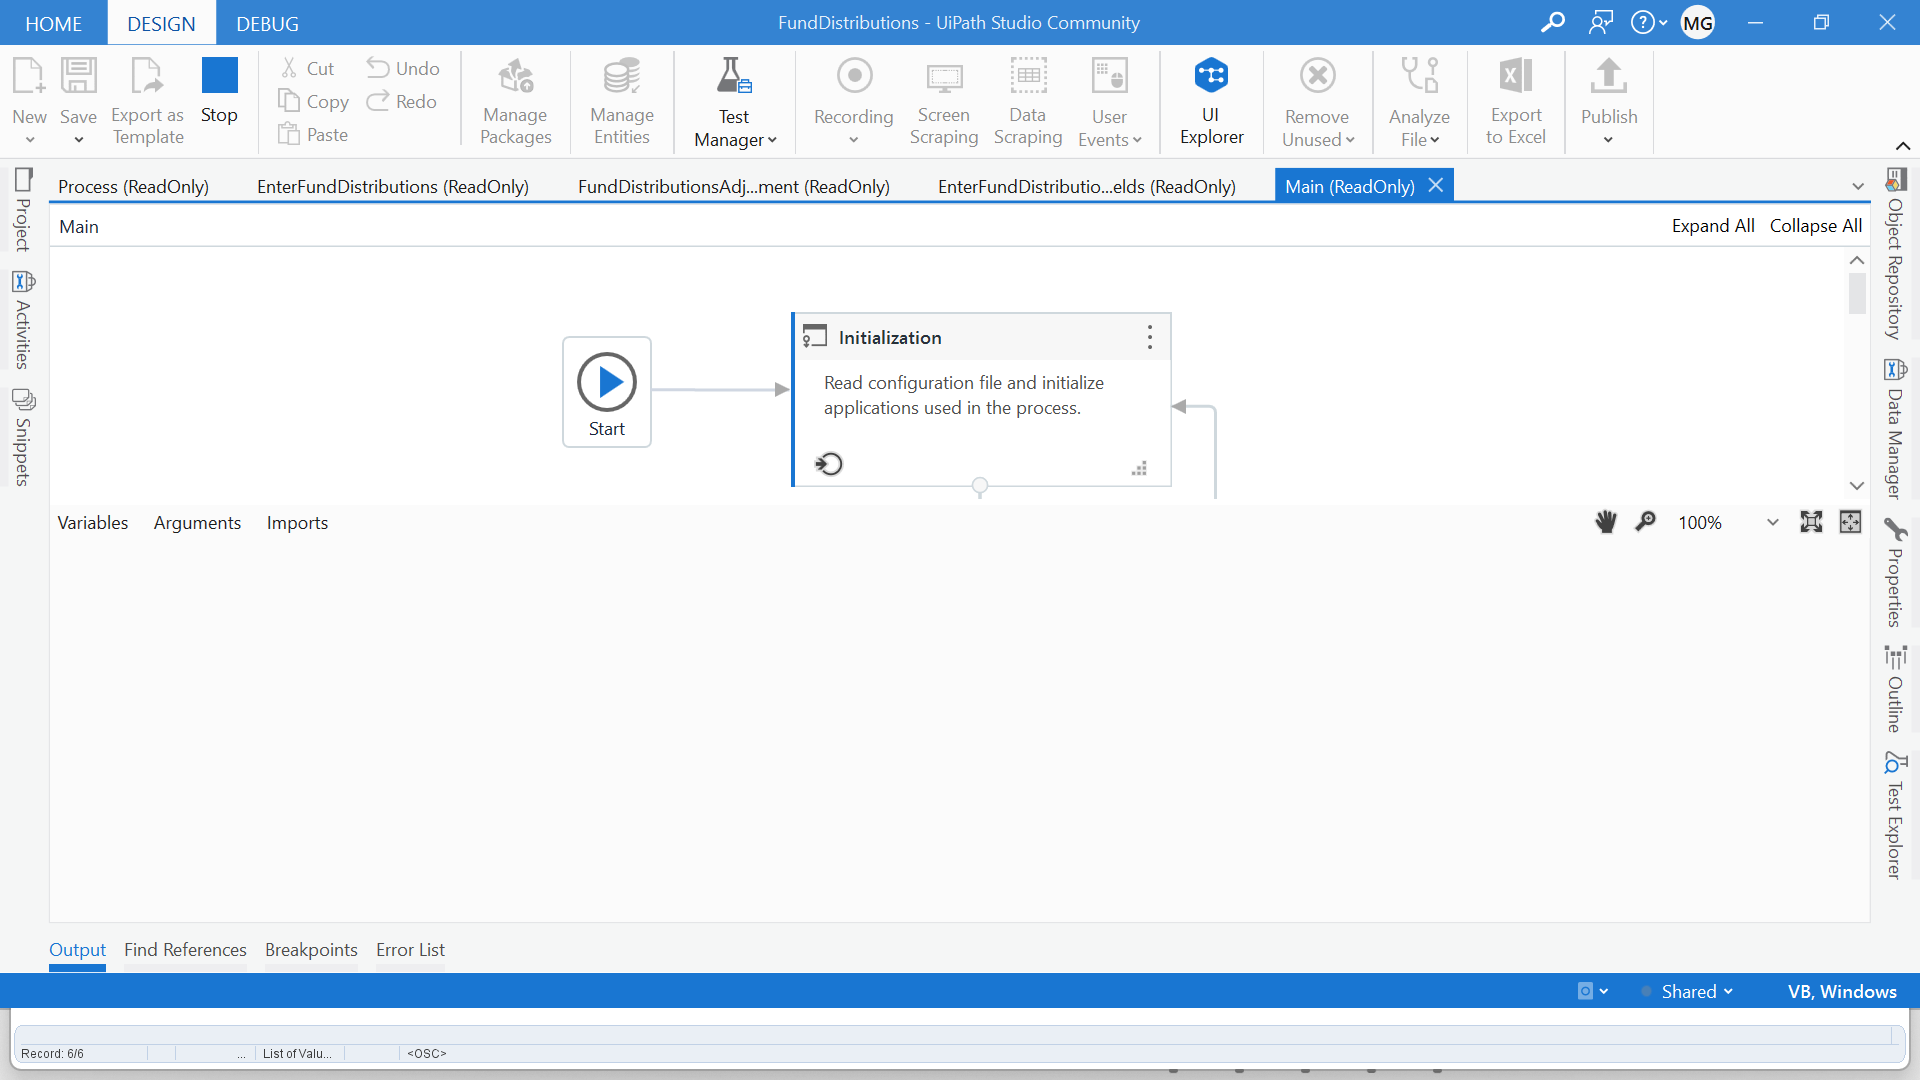 HOME DESIGN DEBUG FundDistributions - UiPath Studio Community MG
New Save Export as Template Stop Cut Copy Paste Undo Redo Manage Packages Manage Entities Test Manager Recording Screen Scraping Data Scraping User Events UI Explorer Remove Unused Analyze File Export to Excel Publish
Process (ReadOnly) EnterFundDistributions (ReadOnly) FundDistributionsAdj...ment (ReadOnly) EnterFundDistributio...elds (ReadOnly) Main (ReadOnly)
Main Expand All Collapse All
Project
Activities
Snippets
Initialization
Read configuration file and initialize
applications used in the process.
Start
Variables Arguments Imports 100%
Object Repository
Data Manager
Properties
Outline
Test Explorer
Output Find References Breakpoints Error List
Shared VB, Windows
Record: 6/6 ... List of Valu... <OSC>